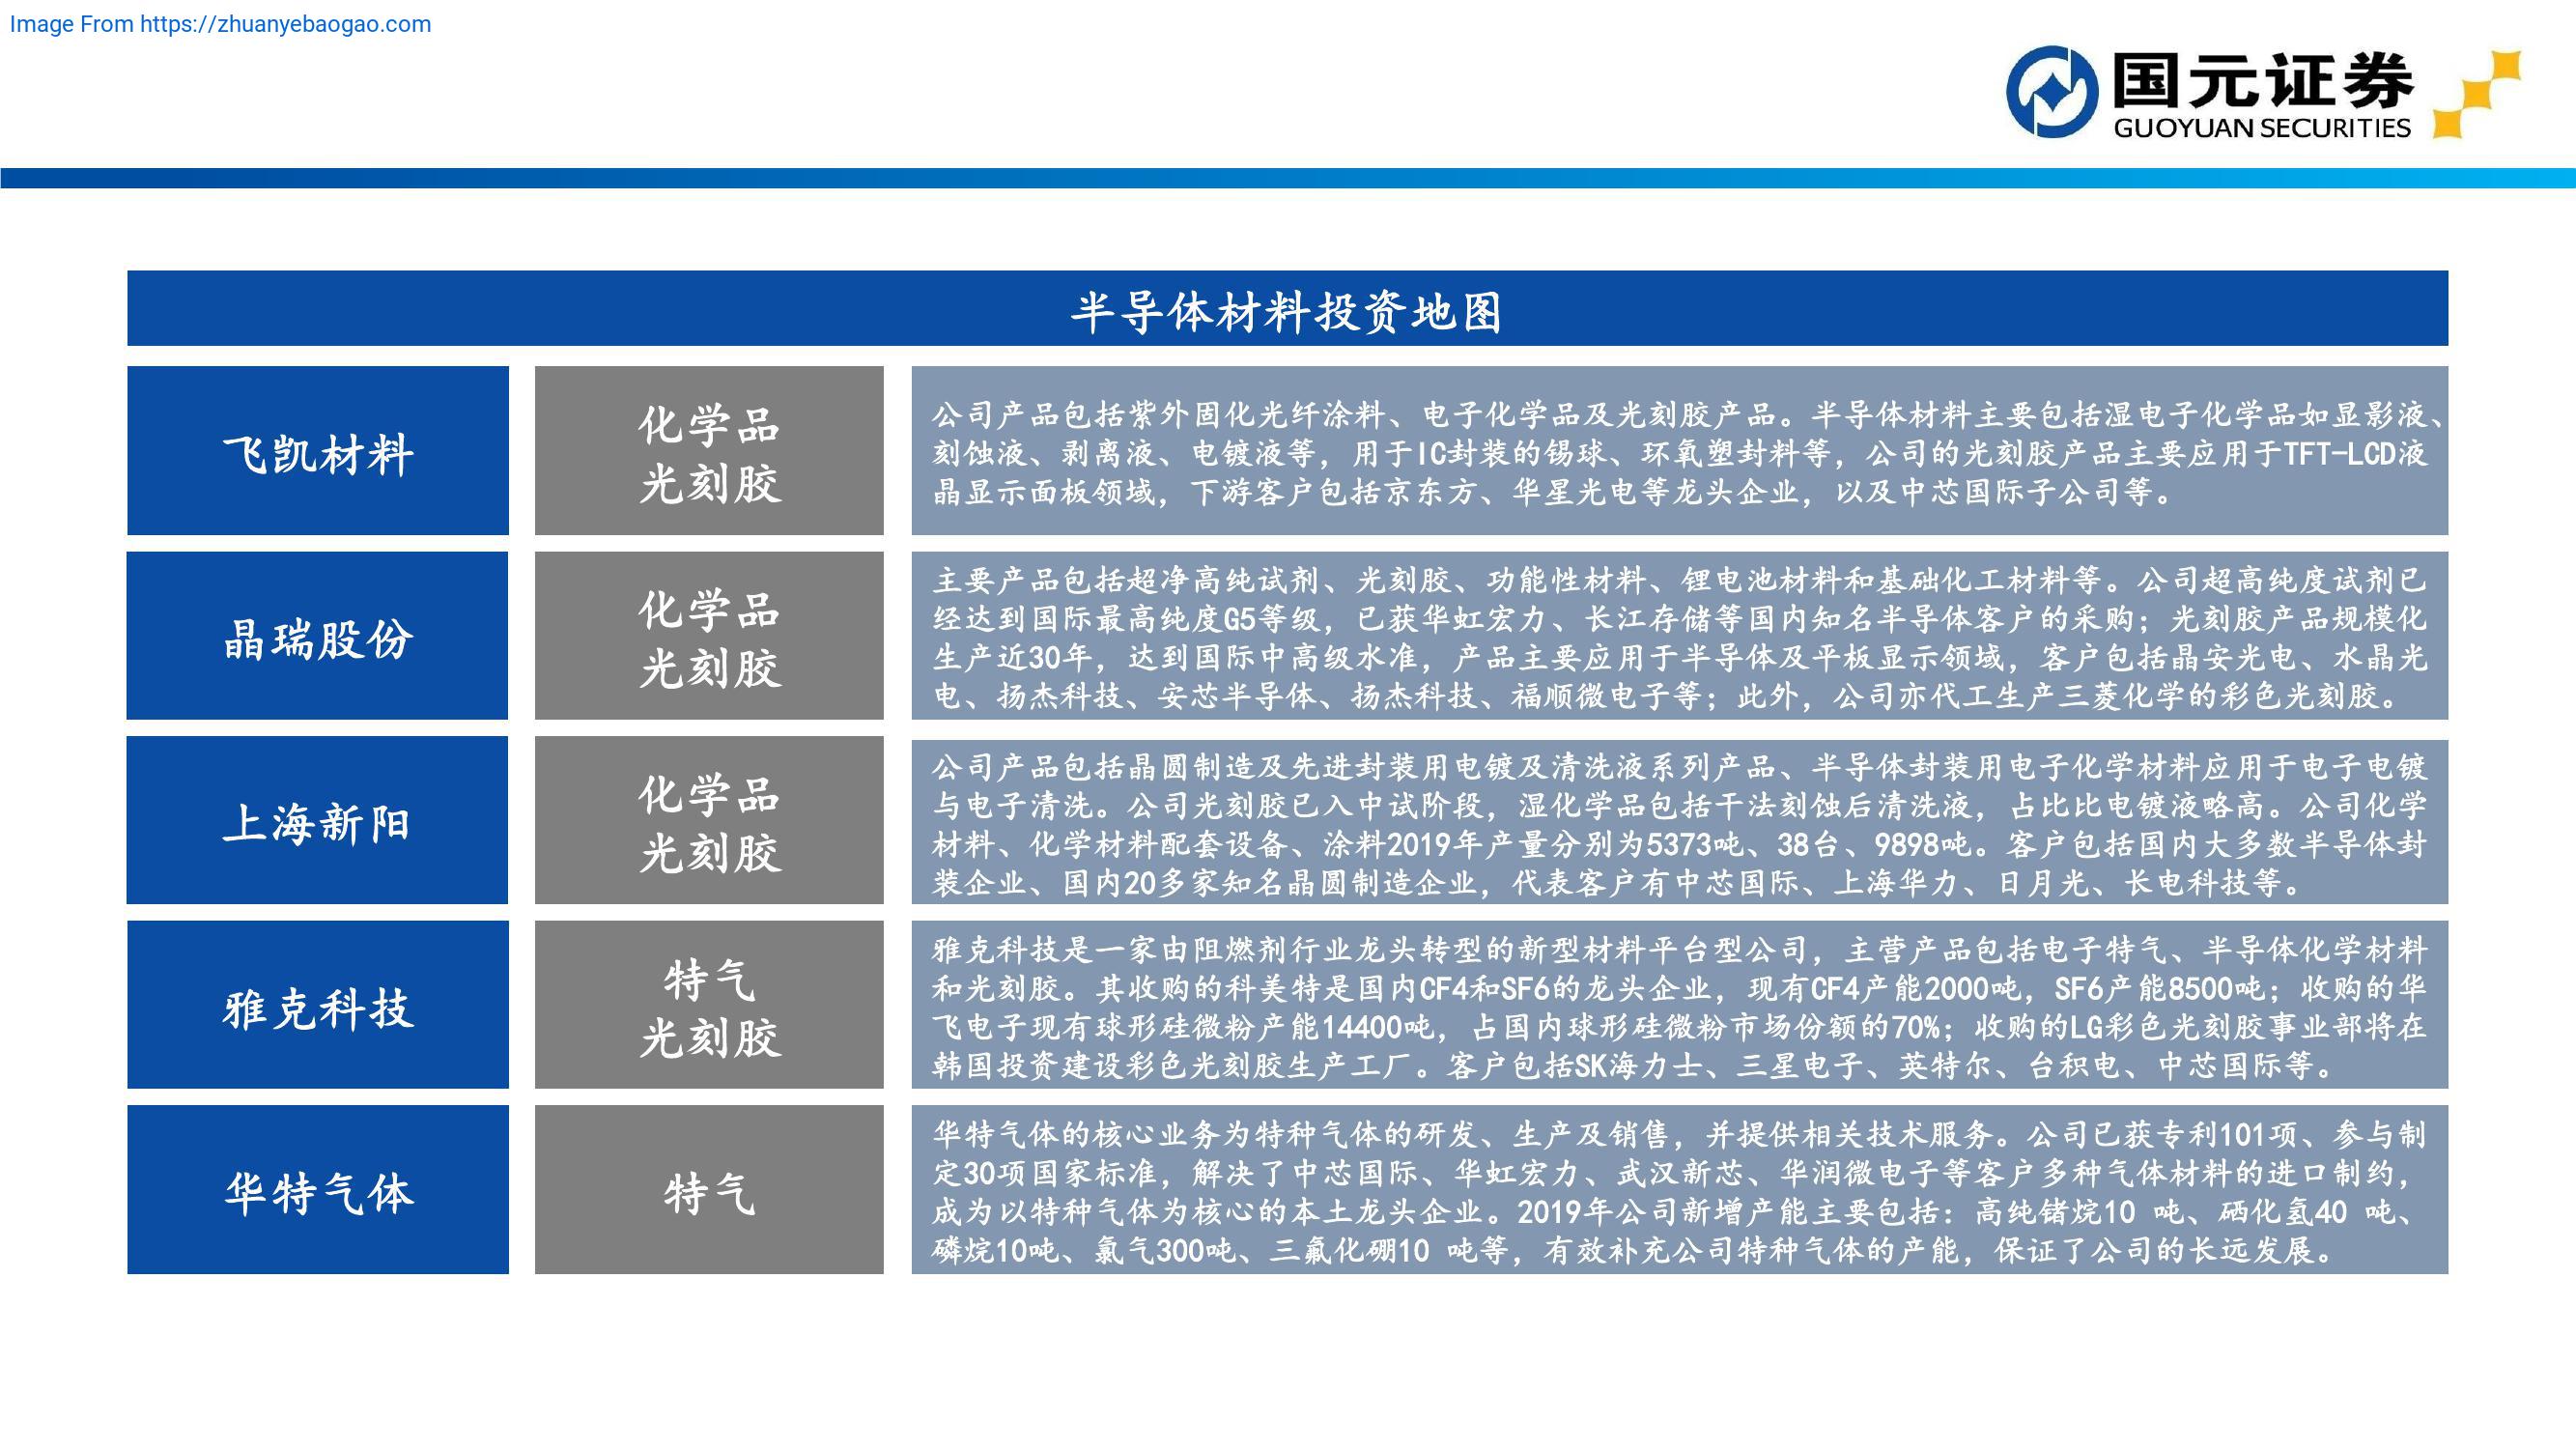 Image From https://zhuanyebaogao.com
国元证券
GUOYUAN SECURITIES
半导体材料投资地图
飞凯材料
化学品
光刻胶
公司产品包括紫外固化光纤涂料、电子化学品及光刻胶产品。半导体材料主要包括湿电子化学品如显影液、
刻蚀液、剥离液、电镀液等，用于IC封装的锡球、环氧塑封料等，公司的光刻胶产品主要应用于TFT-LCD液
晶显示面板领域，下游客户包括京东方、华星光电等龙头企业，以及中芯国际子公司等。
晶瑞股份
化学品
光刻胶
主要产品包括超净高纯试剂、光刻胶、功能性材料、锂电池材料和基础化工材料等。公司超高纯度试剂已
经达到国际最高纯度G5等级，已获华虹宏力、长江存储等国内知名半导体客户的采购；光刻胶产品规模化
生产近30年，达到国际中高级水准，产品主要应用于半导体及平板显示领域，客户包括晶安光电、水晶光
电、扬杰科技、安芯半导体、扬杰科技、福顺微电子等；此外，公司亦代工生产三菱化学的彩色光刻胶。
上海新阳
化学品
光刻胶
公司产品包括晶圆制造及先进封装用电镀及清洗液系列产品、半导体封装用电子化学材料应用于电子电镀
与电子清洗。公司光刻胶已入中试阶段，湿化学品包括干法刻蚀后清洗液，占比比电镀液略高。公司化学
材料、化学材料配套设备、涂料2019年产量分别为5373吨、38台、9898吨。客户包括国内大多数半导体封
装企业、国内20多家知名晶圆制造企业，代表客户有中芯国际、上海华力、日月光、长电科技等。
雅克科技
特气
光刻胶
雅克科技是一家由阻燃剂行业龙头转型的新型材料平台型公司，主营产品包括电子特气、半导体化学材料
和光刻胶。其收购的科美特是国内CF4和SF6的龙头企业，现有CF4产能2000吨，SF6产能8500吨；收购的华
飞电子现有球形硅微粉产能14400吨，占国内球形硅微粉市场份额的70%；收购的LG彩色光刻胶事业部将在
韩国投资建设彩色光刻胶生产工厂。客户包括SK海力士、三星电子、英特尔、台积电、中芯国际等。
华特气体
特气
华特气体的核心业务为特种气体的研发、生产及销售，并提供相关技术服务。公司已获专利101项、参与制
定30项国家标准，解决了中芯国际、华虹宏力、武汉新芯、华润微电子等客户多种气体材料的进口制约，
成为以特种气体为核心的本土龙头企业。2019年公司新增产能主要包括：高纯锗烷10 吨、硒化氢40 吨、
磷烷10吨、氯气300吨、三氟化硼10 吨等，有效补充公司特种气体的产能，保证了公司的长远发展。